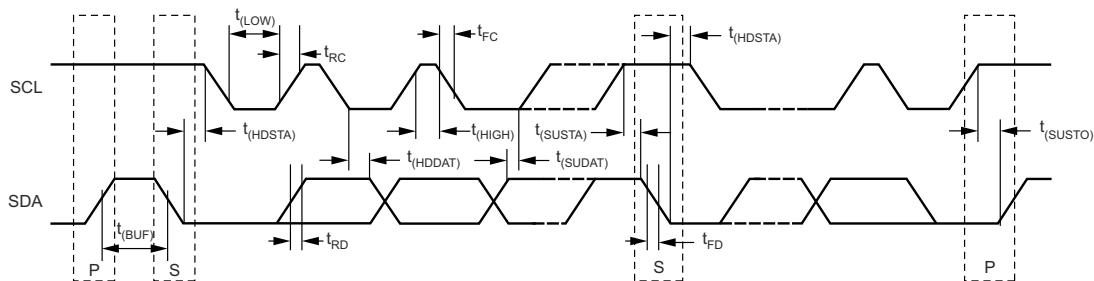 t(LOW)
tRC
tFC
t(HDSTA)
SCL
t(HDSTA)
t(HIGH)
t(SUSTA)
t(SUSTO)
t(HDDAT)
t(SUDAT)
SDA
t(BUF)
tRD
tFD
P
S
S
P